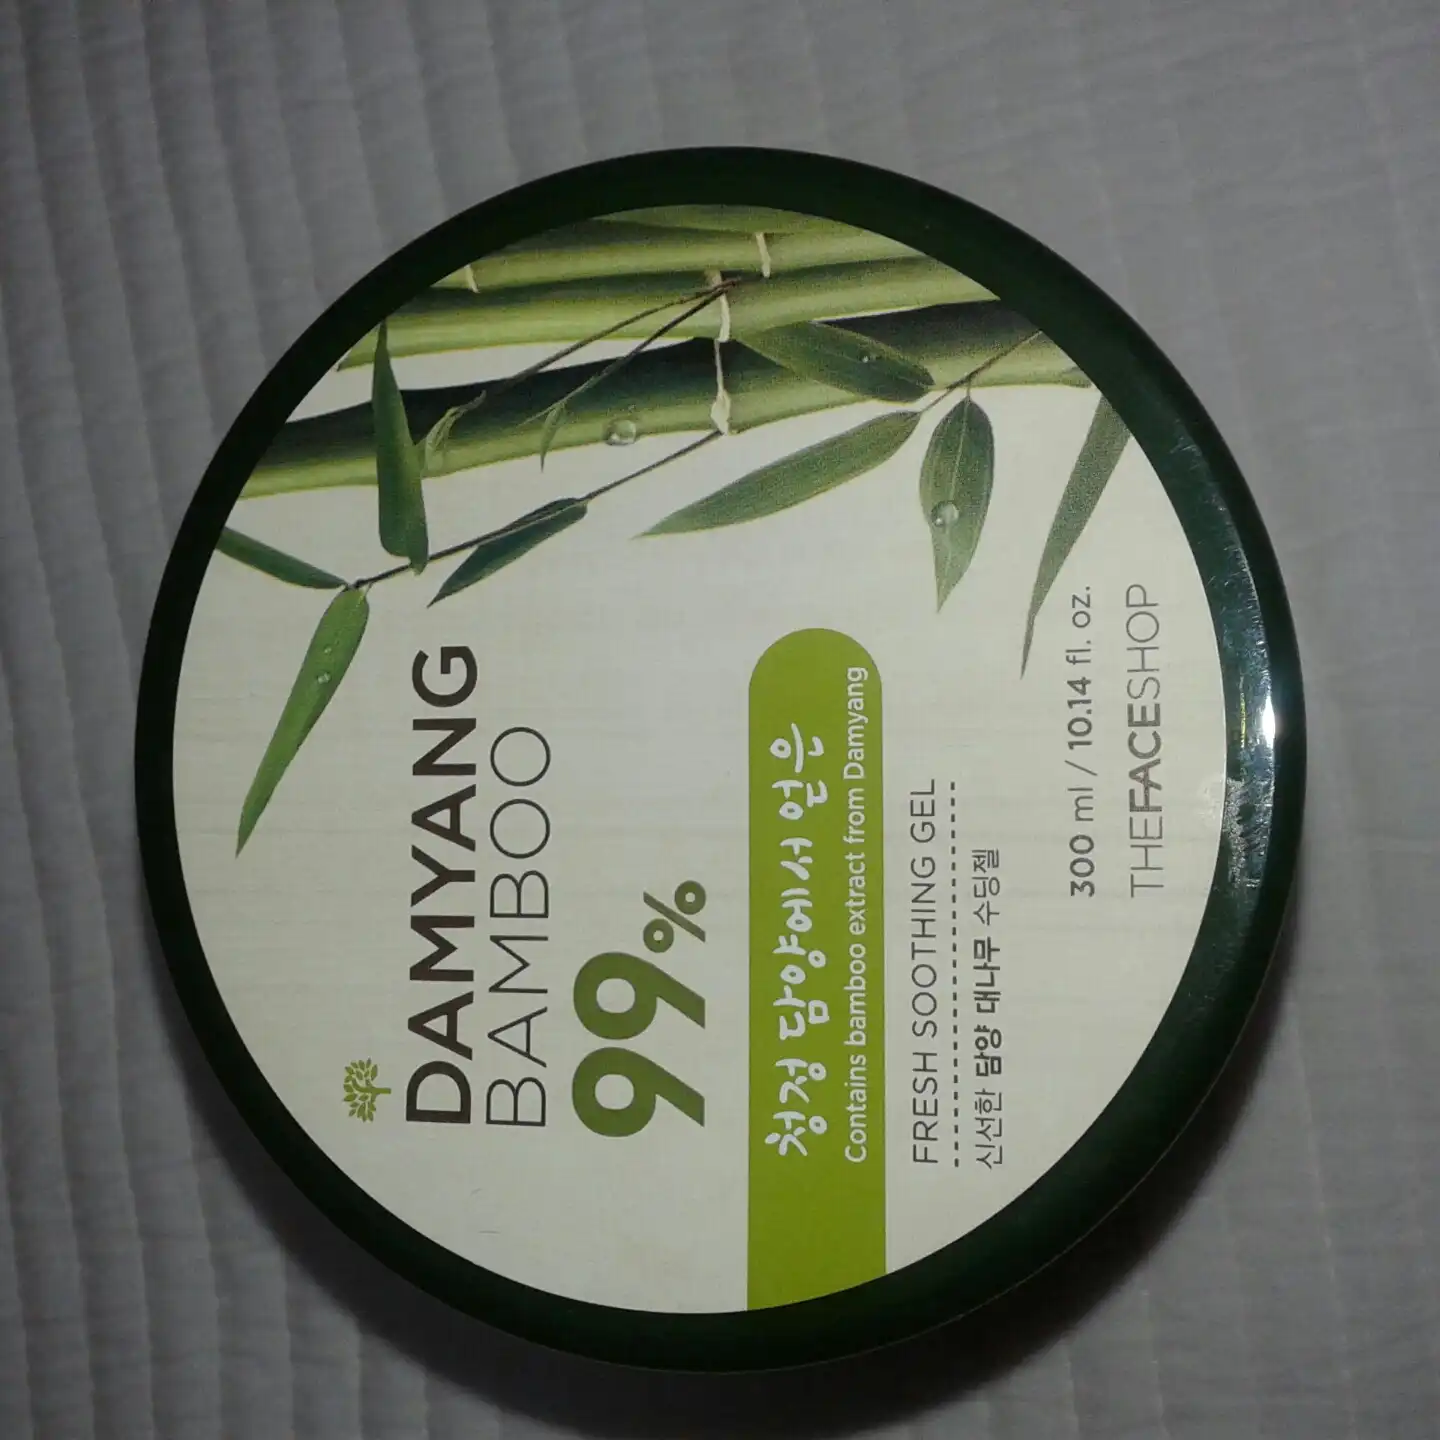 DAMYANG
BAMBOO
99%
청정 담양에서 얻은
Contains bamboo extract from Damyang
FRESH SOOTHING GEL
신선한 담양 대나무 수딩젤
300 ml / 10.14 fl. oz.
THEFACESHOP